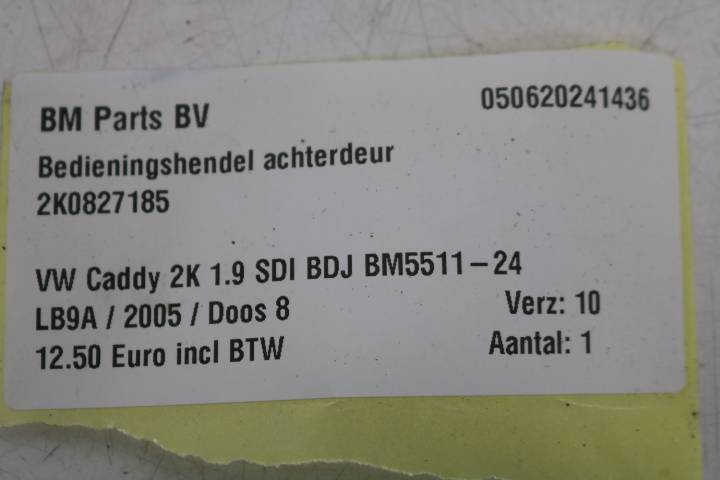 BM Parts BV 050620241436
Bedieningshendel achterdeur
2K0827185
VW Caddy 2K 1.9 SDI BDJ BM5511-24
LB9A / 2005 / Doos 8 Verz: 10
12.50 Euro incl BTW Aantal: 1